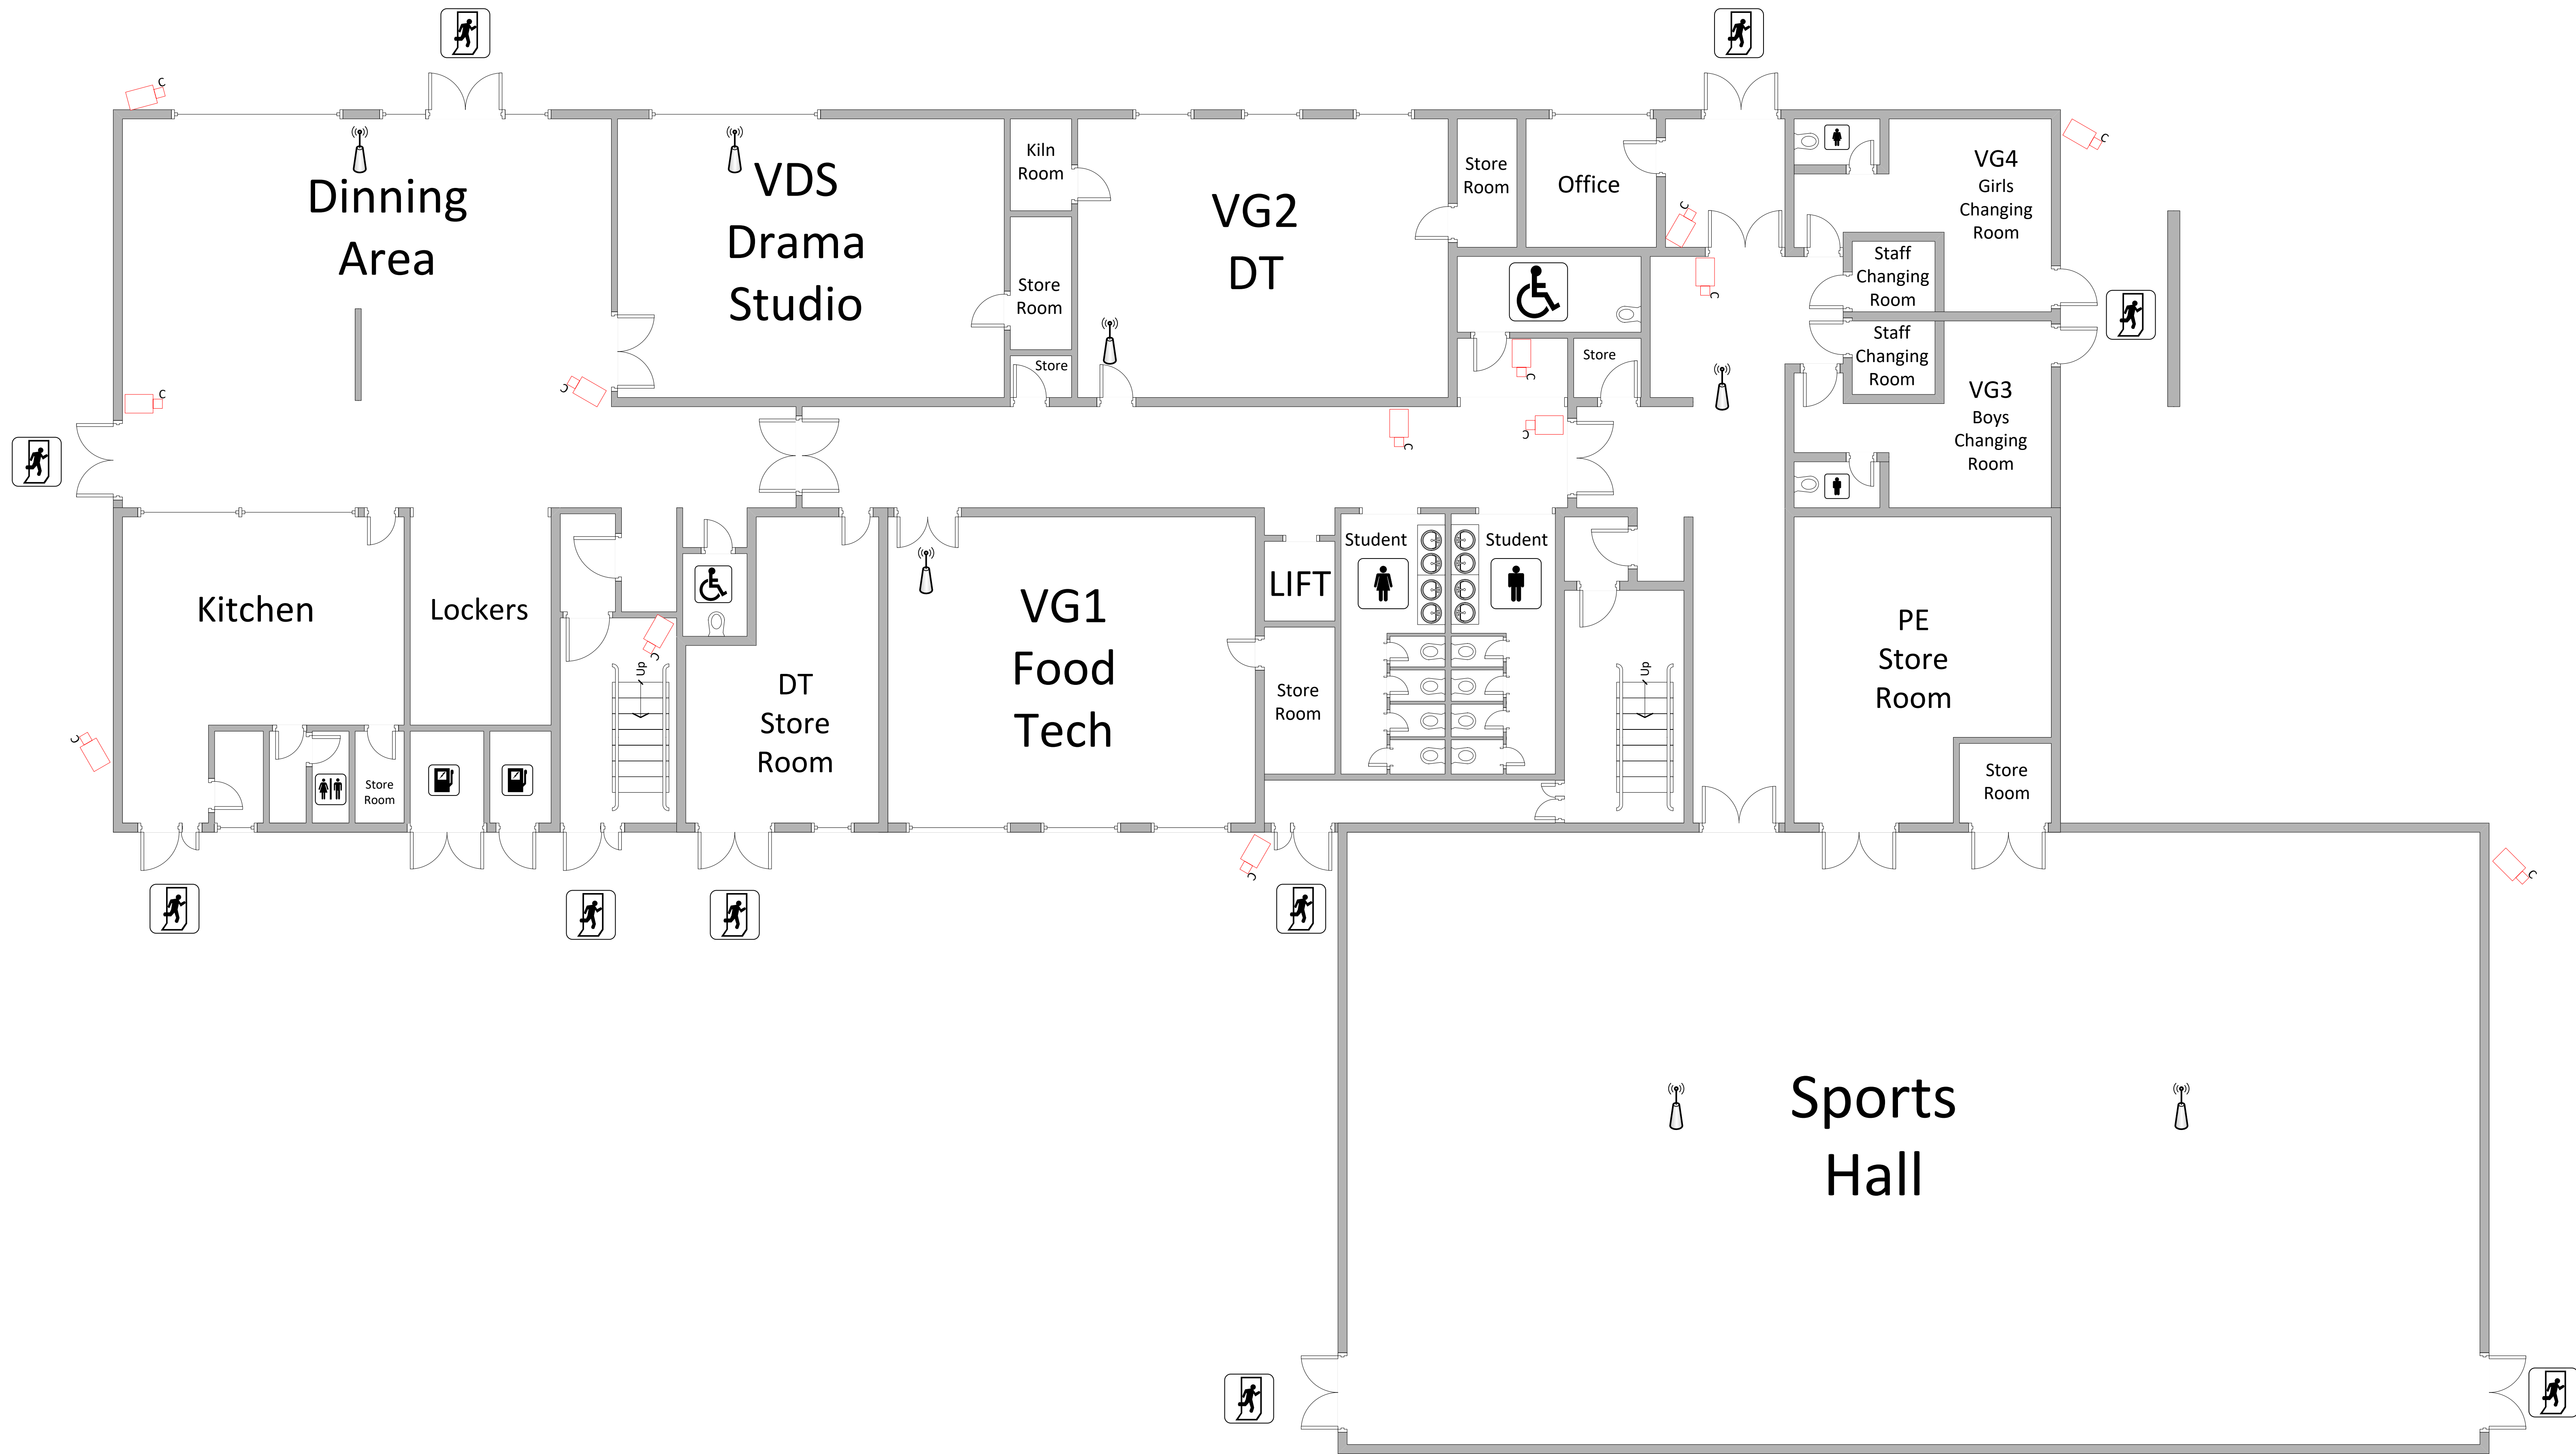 Dinning
Area
VDS
Drama
Studio
Kiln
Room
Store
Room
Store
VG2
DT
Store
Room
Office
Store
VG4
Girls
Changing
Room
Staff
Changing
Room
Staff
Changing
Room
VG3
Boys
Changing
Room
Kitchen
Lockers
Store
Room
Up
DT
Store
Room
VG1
Food
Tech
LIFT
Store
Room
Student
Student
Up
PE
Store
Room
Store
Room
Sports
Hall
C
C
C
C
C
C
C
C
C
C
C
C
C